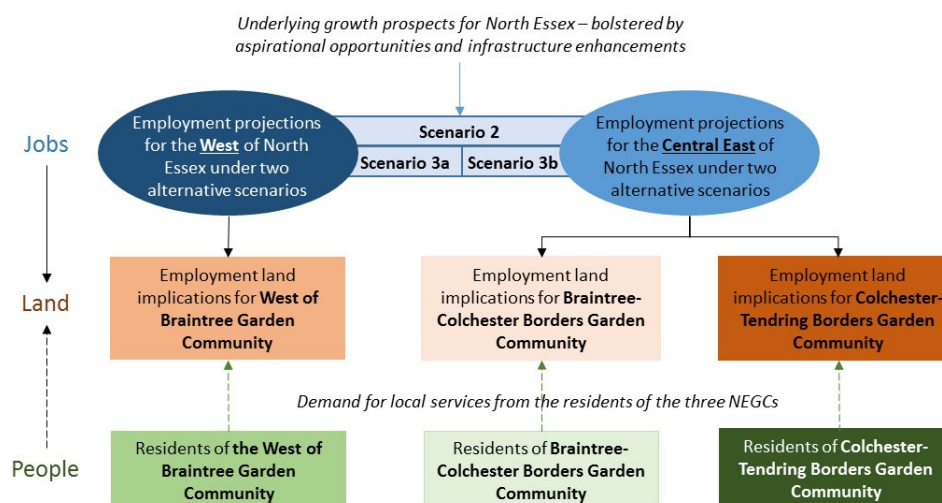 Underlying growth prospects for North Essex – bolstered by
aspirational opportunities and infrastructure enhancements
Jobs
Employment projections
for the West of North
Essex under two
alternative scenarios
Scenario 2
Scenario 3a
Scenario 3b
Employment projections
for the Central East of
North Essex under two
alternative scenarios
Land
Employment land
implications for West of
Braintree Garden
Community
Employment land
implications for Braintree-
Colchester Borders Garden
Community
Employment land
implications for Colchester-
Tendring Borders Garden
Community
Demand for local services from the residents of the three NEGCs
People
Residents of the West of
Braintree Garden
Community
Residents of Braintree-
Colchester Borders Garden
Community
Residents of Colchester-
Tendring Borders Garden
Community